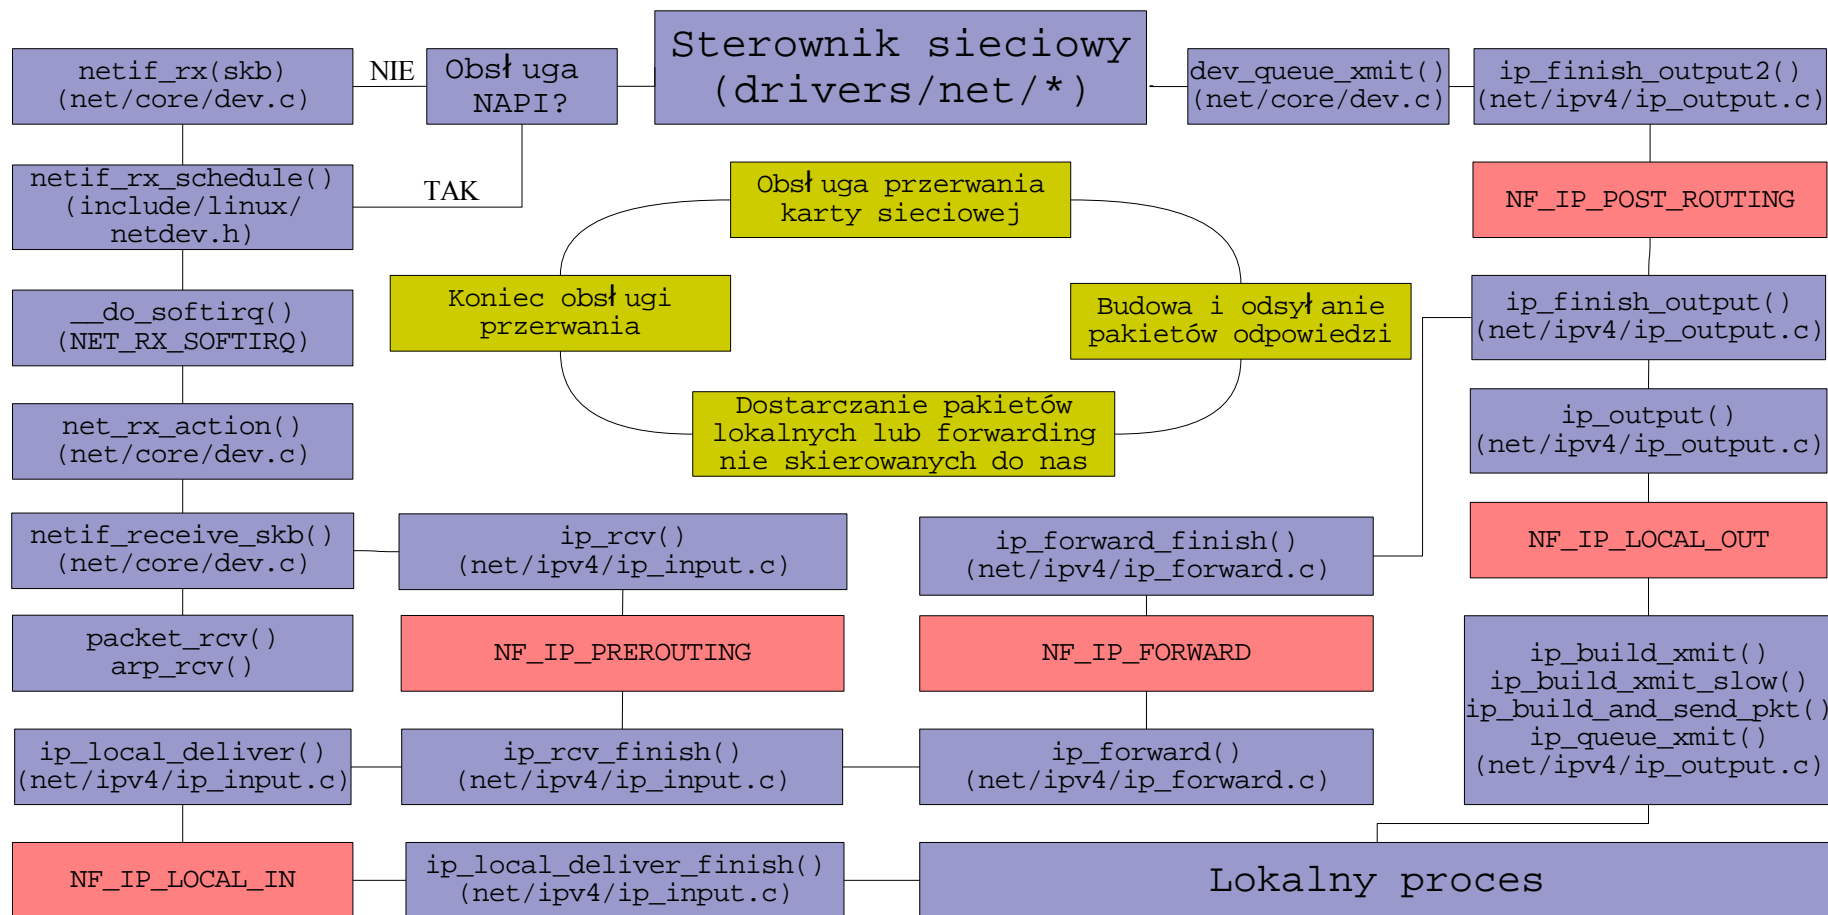 Sterownik sieciowy
(drivers/net/*)
netif_rx(skb)
(net/core/dev.c)
NIE
Obsługa
NAPI?
dev_queue_xmit()
(net/core/dev.c)
ip_finish_output2()
(net/ipv4/ip_output.c)
netif_rx_schedule()
(include/linux/
netdev.h)
TAK
Obsługa przerwania
karty sieciowej
NF_IP_POST_ROUTING
__do_softirq()
(NET_RX_SOFTIRQ)
Koniec obsługi
przerwania
Budowa i odsyłanie
pakietów odpowiedzi
ip_finish_output()
(net/ipv4/ip_output.c)
net_rx_action()
(net/core/dev.c)
Dostarczanie pakietów
lokalnych lub forwarding
nie skierowanych do nas
ip_output()
(net/ipv4/ip_output.c)
netif_receive_skb()
(net/core/dev.c)
ip_rcv()
(net/ipv4/ip_input.c)
ip_forward_finish()
(net/ipv4/ip_forward.c)
NF_IP_LOCAL_OUT
packet_rcv()
arp_rcv()
NF_IP_PREROUTING
NF_IP_FORWARD
ip_build_xmit()
ip_build_xmit_slow()
ip_build_and_send_pkt()
ip_queue_xmit()
(net/ipv4/ip_output.c)
ip_local_deliver()
(net/ipv4/ip_input.c)
ip_rcv_finish()
(net/ipv4/ip_input.c)
ip_forward()
(net/ipv4/ip_forward.c)
NF_IP_LOCAL_IN
ip_local_deliver_finish()
(net/ipv4/ip_input.c)
Lokalny proces